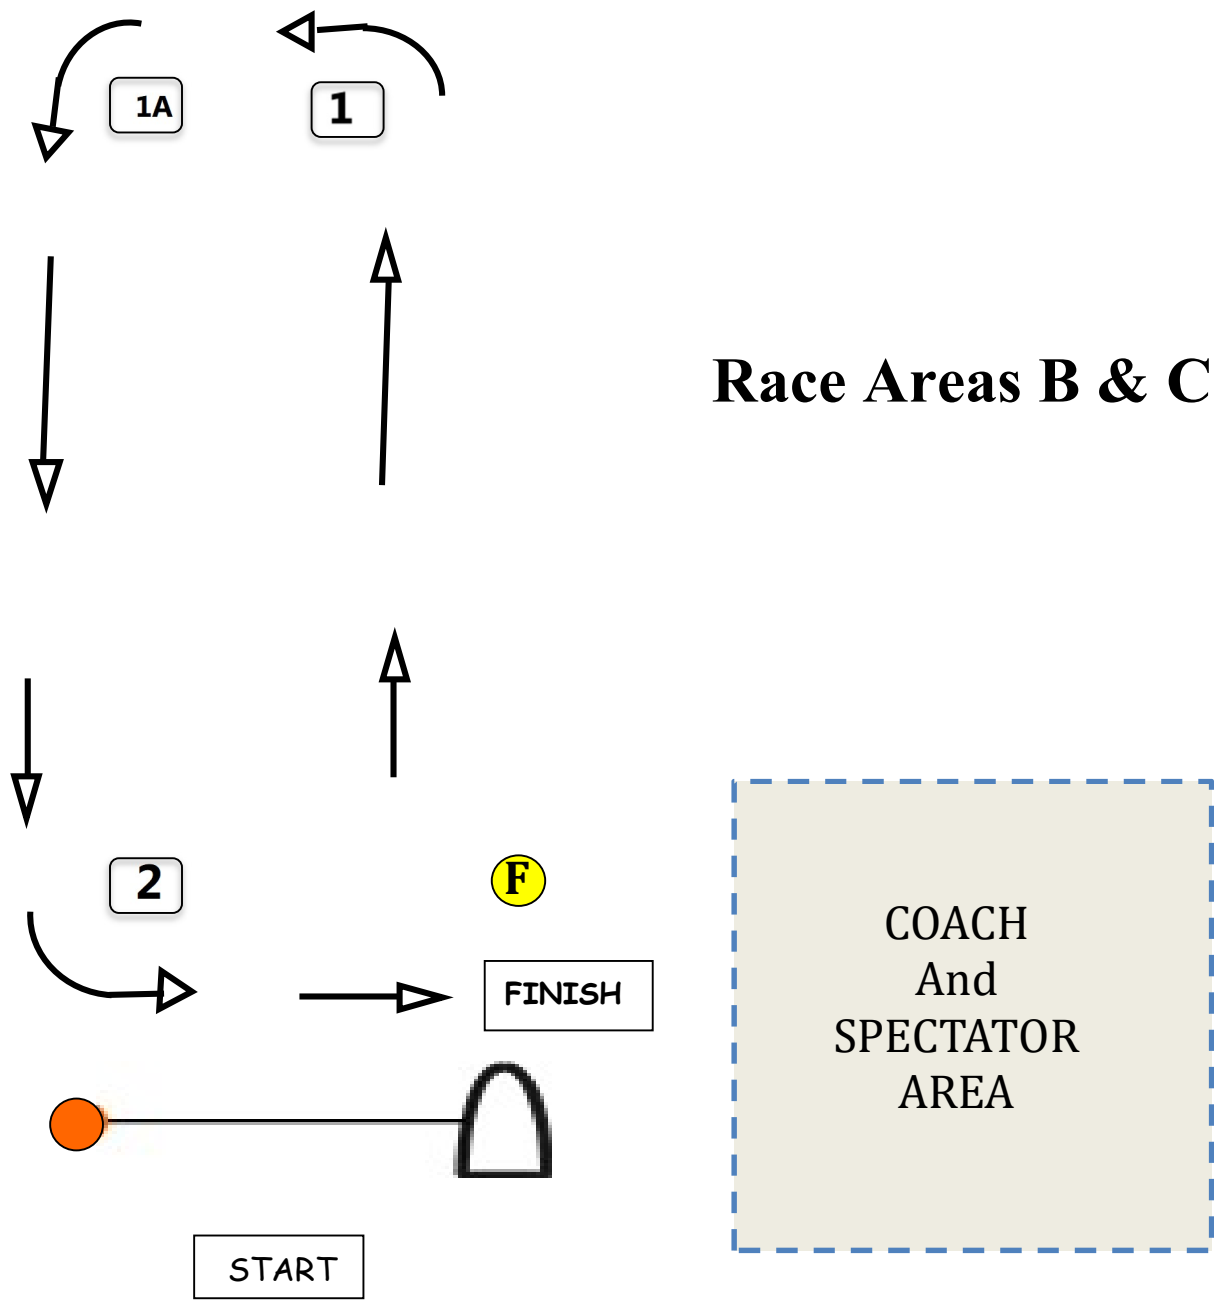 1A
1
Race Areas B & C
2
F
FINISH
COACH
And
SPECTATOR
AREA
START